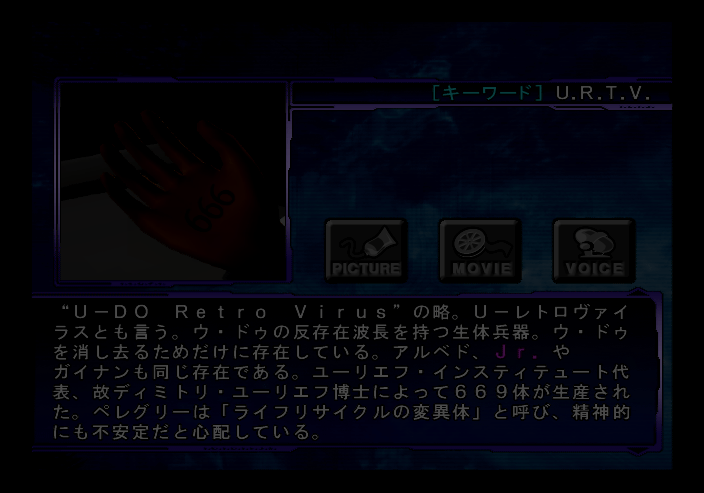 [キーワード] U.R.T.V.
666
PICTURE
MOVIE
VOICE
“U－DO Retro Virus”の略。U－レトロヴァイ
ラスとも言う。ウ・ドゥの反存在波長を持つ生体兵器。ウ・ドゥ
を消し去るためだけに存在している。アルベド、Jr.や
ガイナンも同じ存在である。ユーリエフ・インスティテュート代
表、故ディミトリ・ユーリエフ博士によって669体が生産され
た。ペレグリーは「ライフリサイクルの変異体」と呼び、精神的
にも不安定だと心配している。